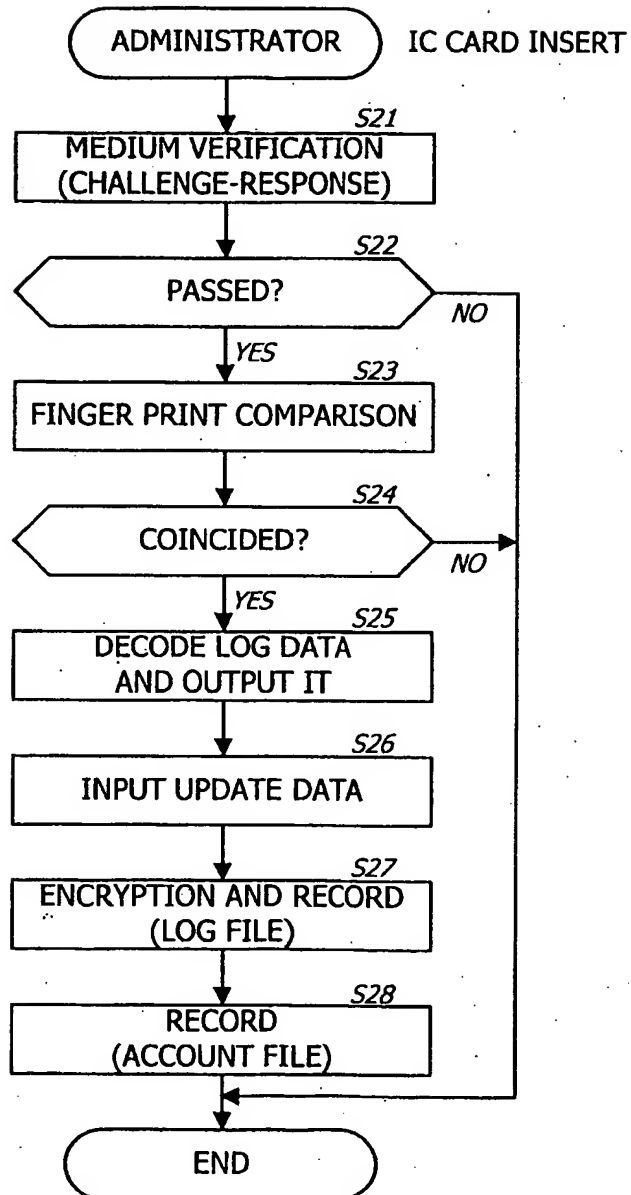 ADMINISTRATOR IC CARD INSERT
S21
MEDIUM VERIFICATION
(CHALLENGE-RESPONSE)
S22
PASSED?
NO
YES
S23
FINGER PRINT COMPARISON
S24
COINCIDED?
NO
YES
S25
DECODE LOG DATA
AND OUTPUT IT
S26
INPUT UPDATE DATA
S27
ENCRYPTION AND RECORD
(LOG FILE)
S28
RECORD
(ACCOUNT FILE)
END